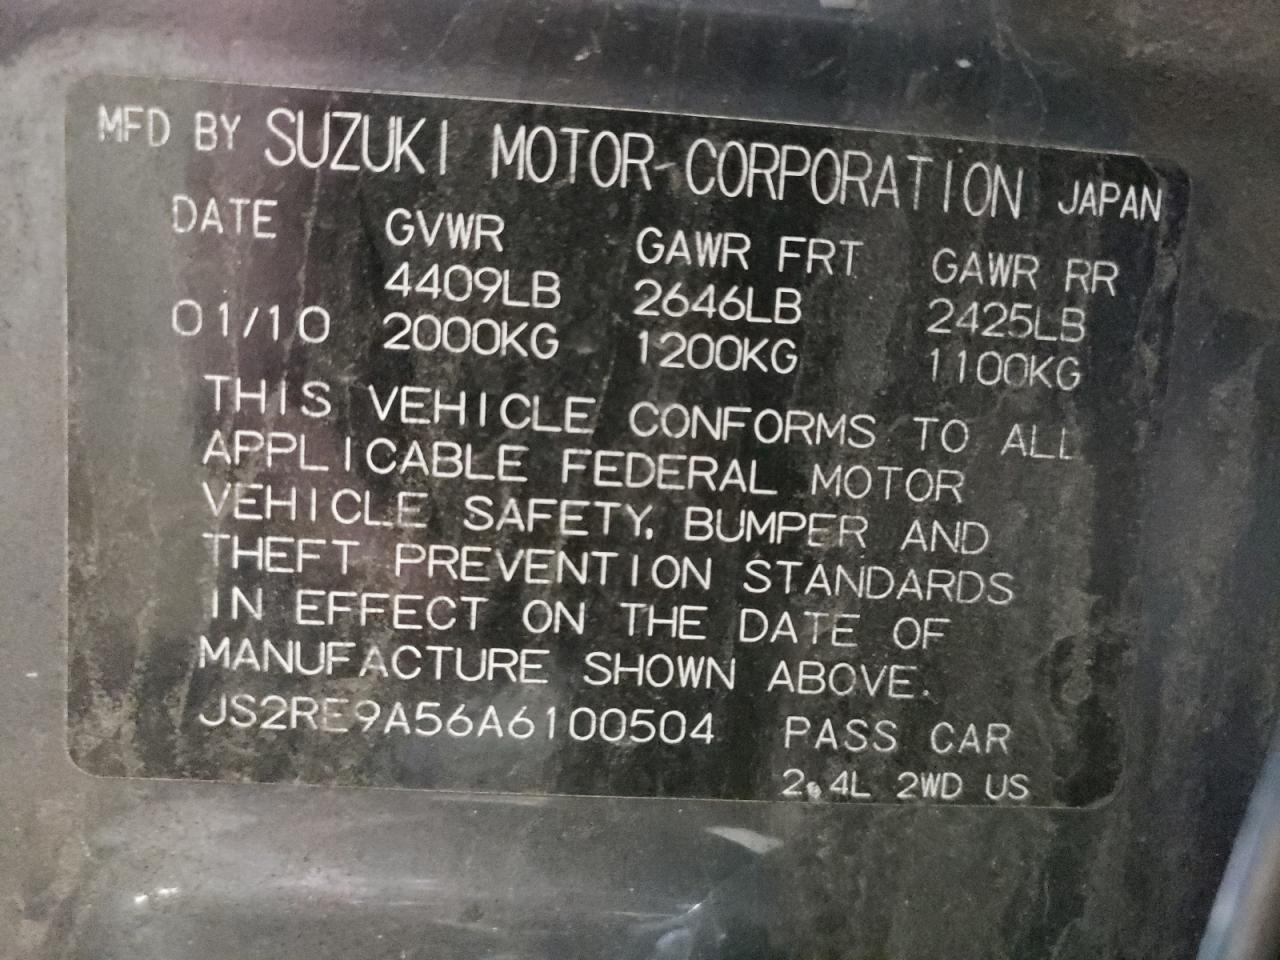 MFD BY SUZUKI MOTOR CORPORATION JAPAN
DATE GVWR GAWR FRT GAWR RR
4409LB 2646LB 2425LB
01/10 2000KG 1200KG 1100KG
THIS VEHICLE CONFORMS TO ALL
APPLICABLE FEDERAL MOTOR
VEHICLE SAFETY, BUMPER AND
THEFT PREVENTION STANDARDS
IN EFFECT ON THE DATE OF
MANUFACTURE SHOWN ABOVE.
JS2RE9A56A6100504 PASS CAR
2.4L 2WD US